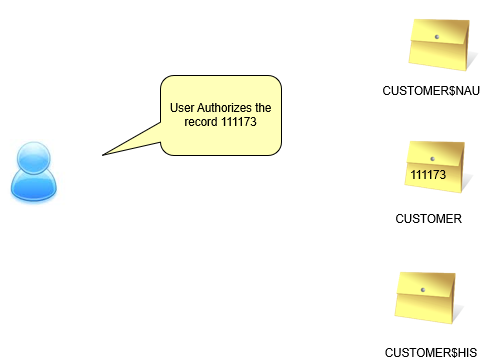 CUSTOMER$NAU
User Authorizes the
record 111173
111173
CUSTOMER
CUSTOMER$HIS